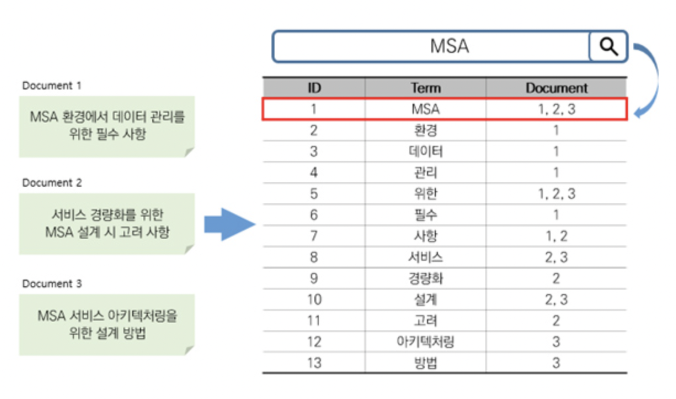 MSA
Document 1
MSA 환경에서 데이터 관리를
위한 필수 사항
Document 2
서비스 경량화를 위한
MSA 설계 시 고려 사항
Document 3
MSA 서비스 아키텍처링을
위한 설계 방법
ID Term Document
1 MSA 1, 2, 3
2 환경 1
3 데이터 1
4 관리 1
5 위한 1, 2, 3
6 필수 1
7 사항 1, 2
8 서비스 2, 3
9 경량화 2
10 설계 2, 3
11 고려 2
12 아키텍처링 3
13 방법 3